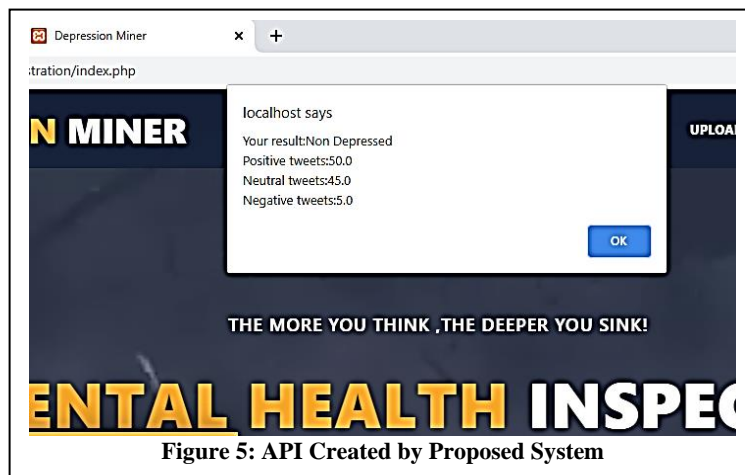 Depression Miner × +
stration/index.php
N MINER
localhost says
Your result:Non Depressed
Positive tweets:50.0
Neutral tweets:45.0
Negative tweets:5.0
OK
UPLOA
THE MORE YOU THINK ,THE DEEPER YOU SINK!
ENTAL HEALTH INSPEC
Figure 5: API Created by Proposed System